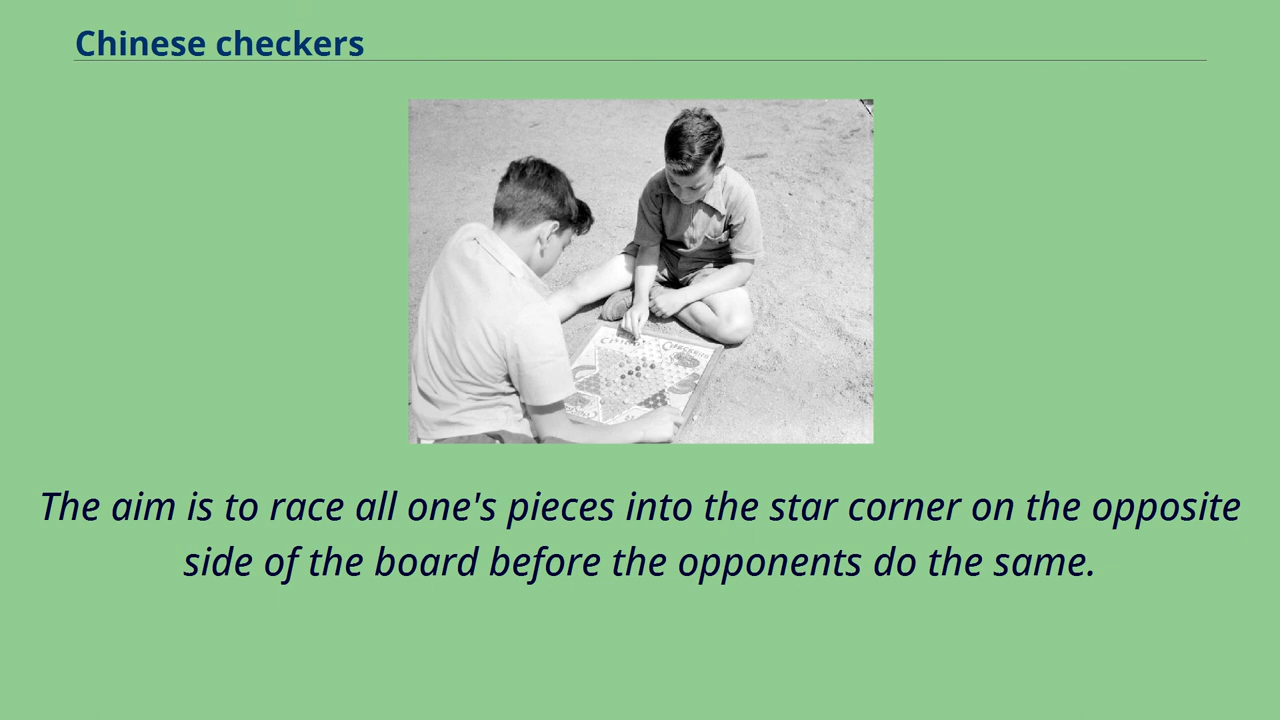 Chinese checkers
The aim is to race all one's pieces into the star corner on the opposite
side of the board before the opponents do the same.